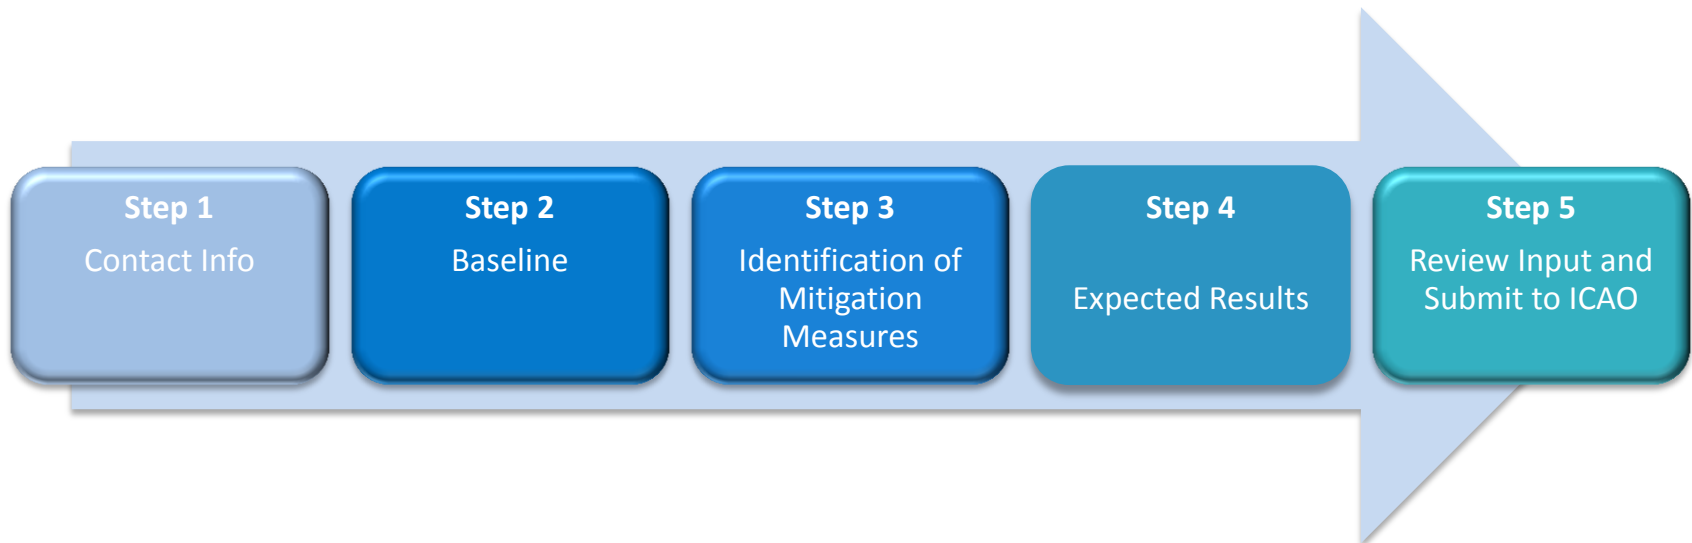 Step 1
Contact Info
Step 2
Baseline
Step 3
Identification of
Mitigation
Measures
Step 4
Expected Results
Step 5
Review Input and
Submit to ICAO